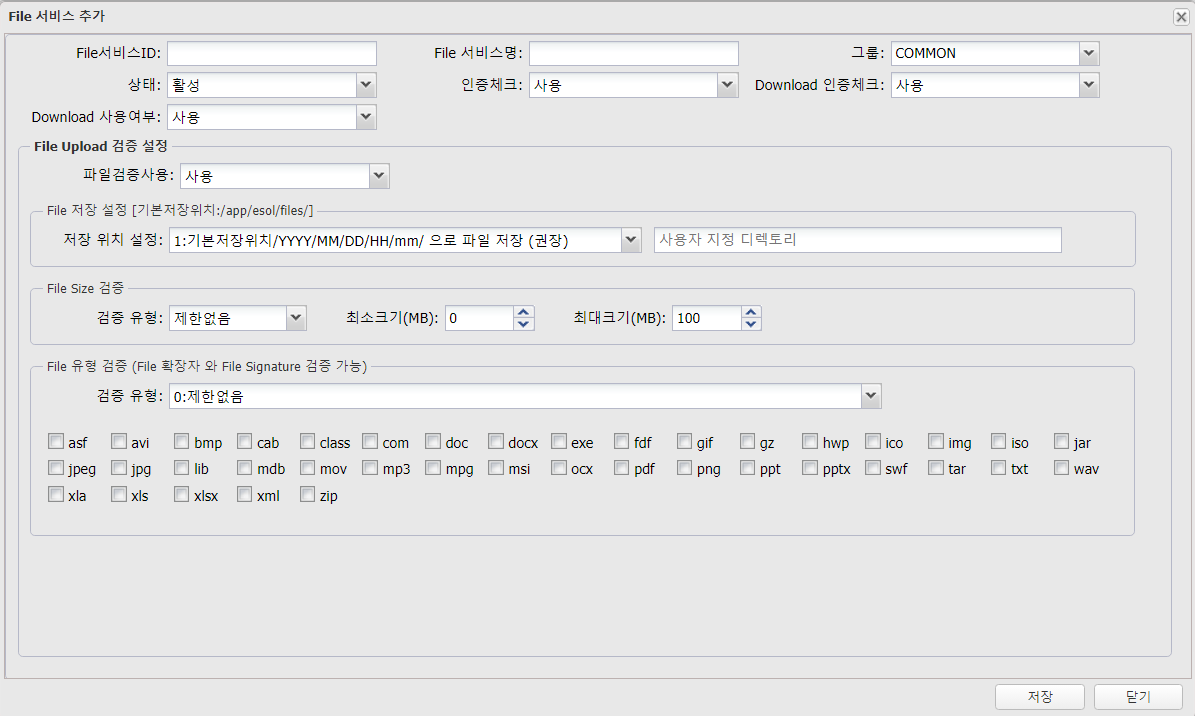 File 서비스 추가
File서비스ID: File 서비스명: 그룹: COMMON
상태: 활성 인증체크: 사용 Download 인증체크: 사용
Download 사용여부: 사용
File Upload 검증 설정
파일검증사용: 사용
File 저장 설정 [기본저장위치:/app/esol/files/]
저장 위치 설정: 1:기본저장위치/YYYY/MM/DD/HH/mm/ 으로 파일 저장 (권장) 사용자 지정 디렉토리
File Size 검증
검증 유형: 제한없음 최소크기(MB): 0 최대크기(MB): 100
File 유형 검증 (File 확장자 와 File Signature 검증 가능)
검증 유형: 0:제한없음
asf avi bmp cab class com doc docx exe fdf gif gz hwp ico img iso jar
jpeg jpg lib mdb mov mp3 mpg msi ocx pdf png ppt pptx swf tar txt wav
xla xls xlsx xml zip
저장 닫기